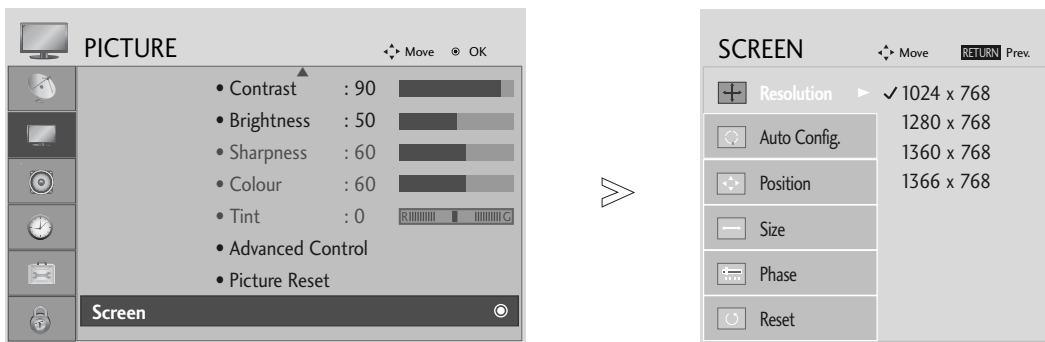 PICTURE
Move OK
• Contrast : 90
• Brightness : 50
• Sharpness : 60
• Colour : 60
• Tint : 0 R G
• Advanced Control
• Picture Reset
Screen
SCREEN
Move RETURN Prev.
Resolution ► ✓ 1024 x 768
1280 x 768
1360 x 768
1366 x 768
Auto Config.
Position
Size
Phase
Reset